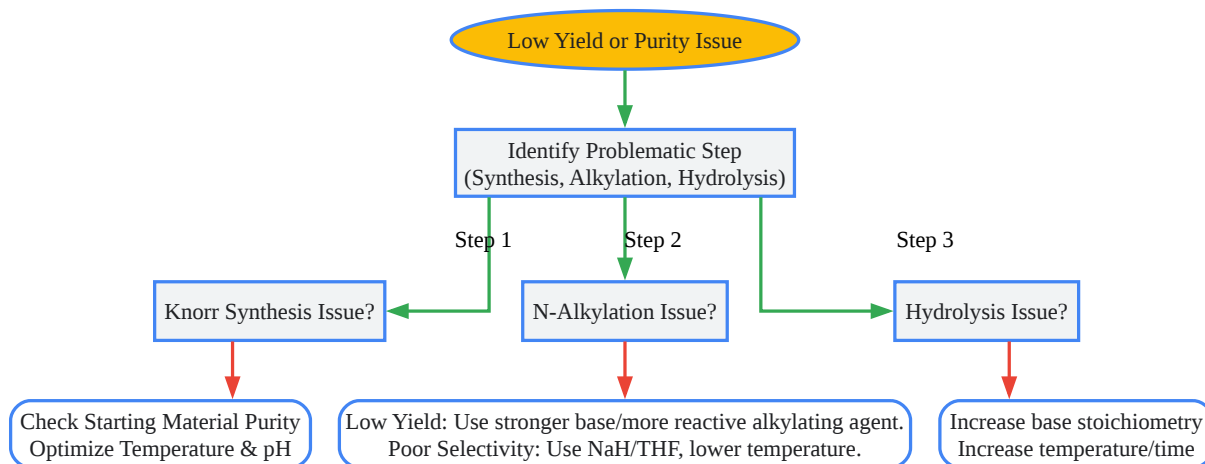 Low Yield or Purity Issue
Identify Problematic Step
(Synthesis, Alkylation, Hydrolysis)
Step 1
Step 2
Step 3
Knorr Synthesis Issue?
N-Alkylation Issue?
Hydrolysis Issue?
Check Starting Material Purity
Optimize Temperature & pH
Low Yield: Use stronger base/more reactive alkylating agent.
Poor Selectivity: Use NaH/THF, lower temperature.
Increase base stoichiometry
Increase temperature/time